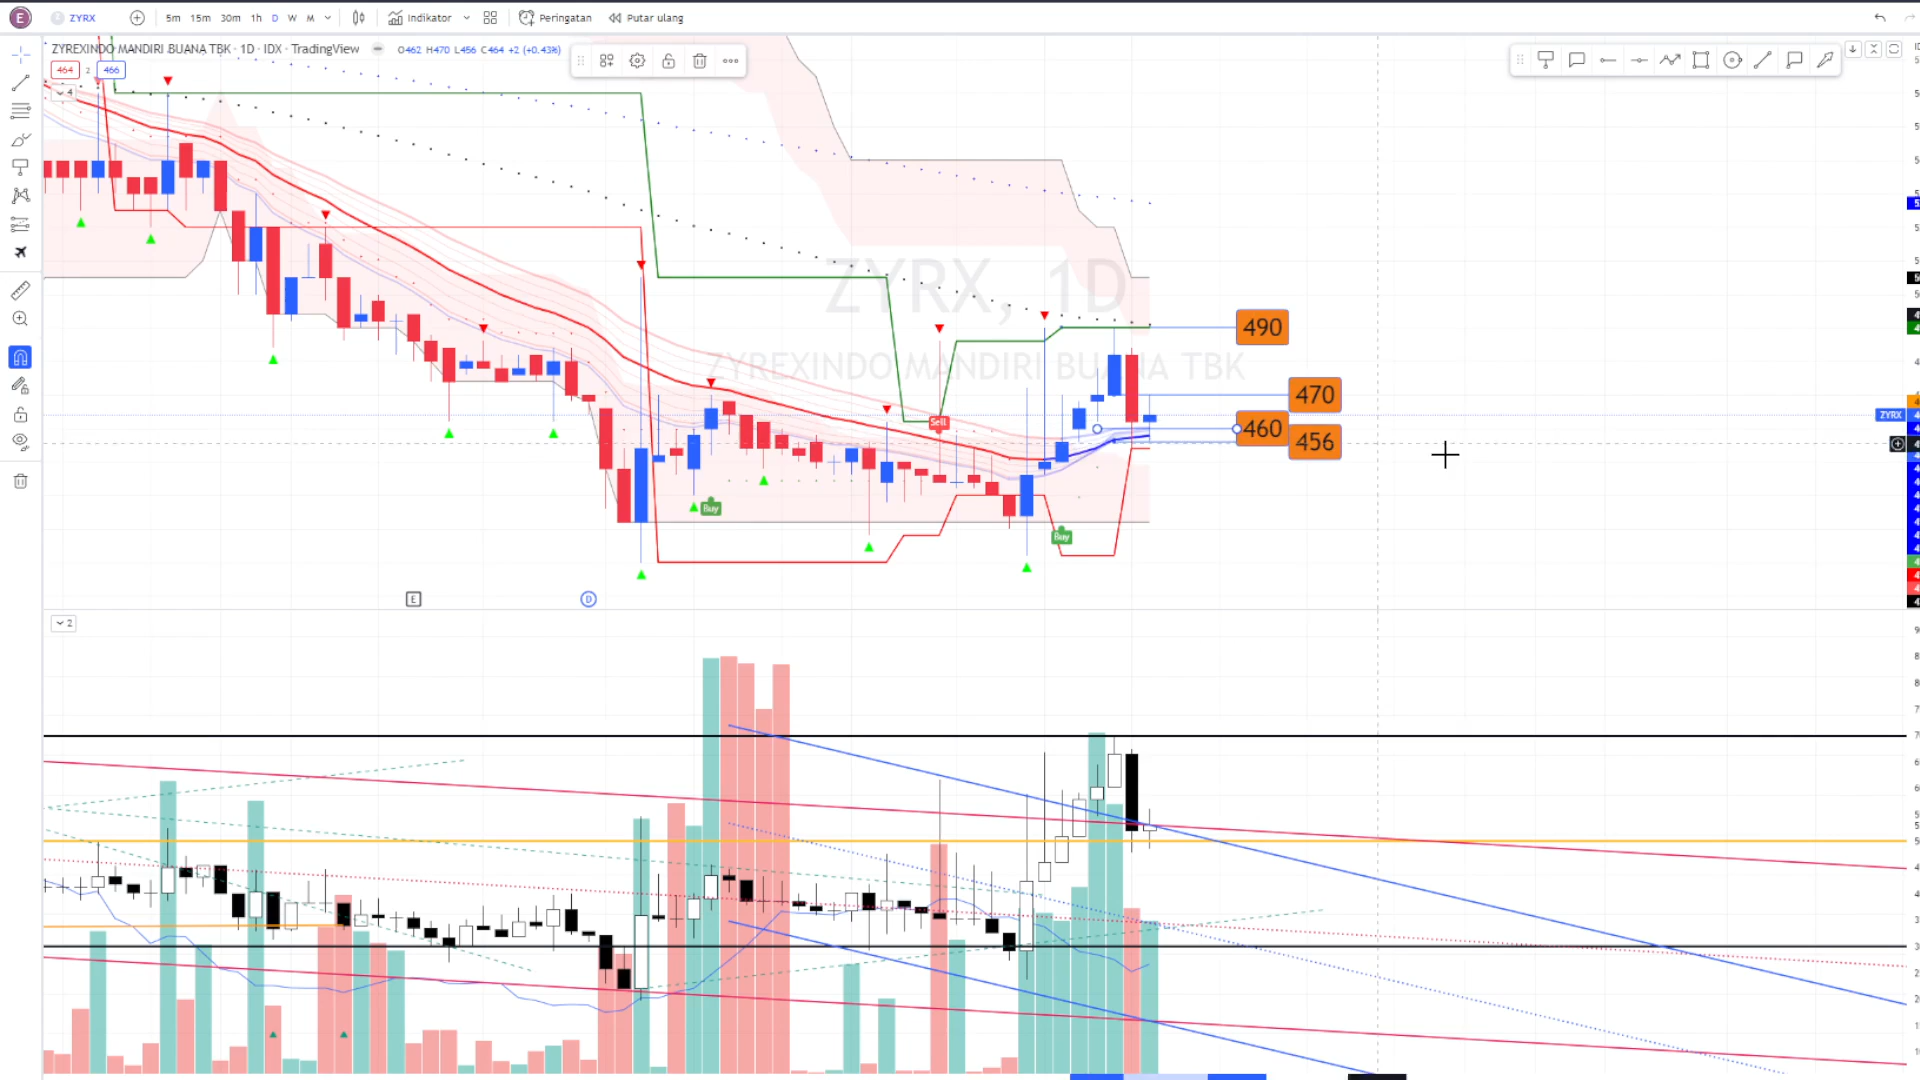 E ZYRX 5m 15m 30m 1h D W M Indikator Peringatan Putar ulang
ZYREXINDO MANDIRI BUANA TBK · 1D · IDX · TradingView O462 H470 L456 C464 +2 (+0.43%)
464 2 466
4
ZYRX, 1D
ZYREXINDO MANDIRI BUANA TBK
490
470
460
456
ZYRX
Sell
Buy
Buy
E
D
2